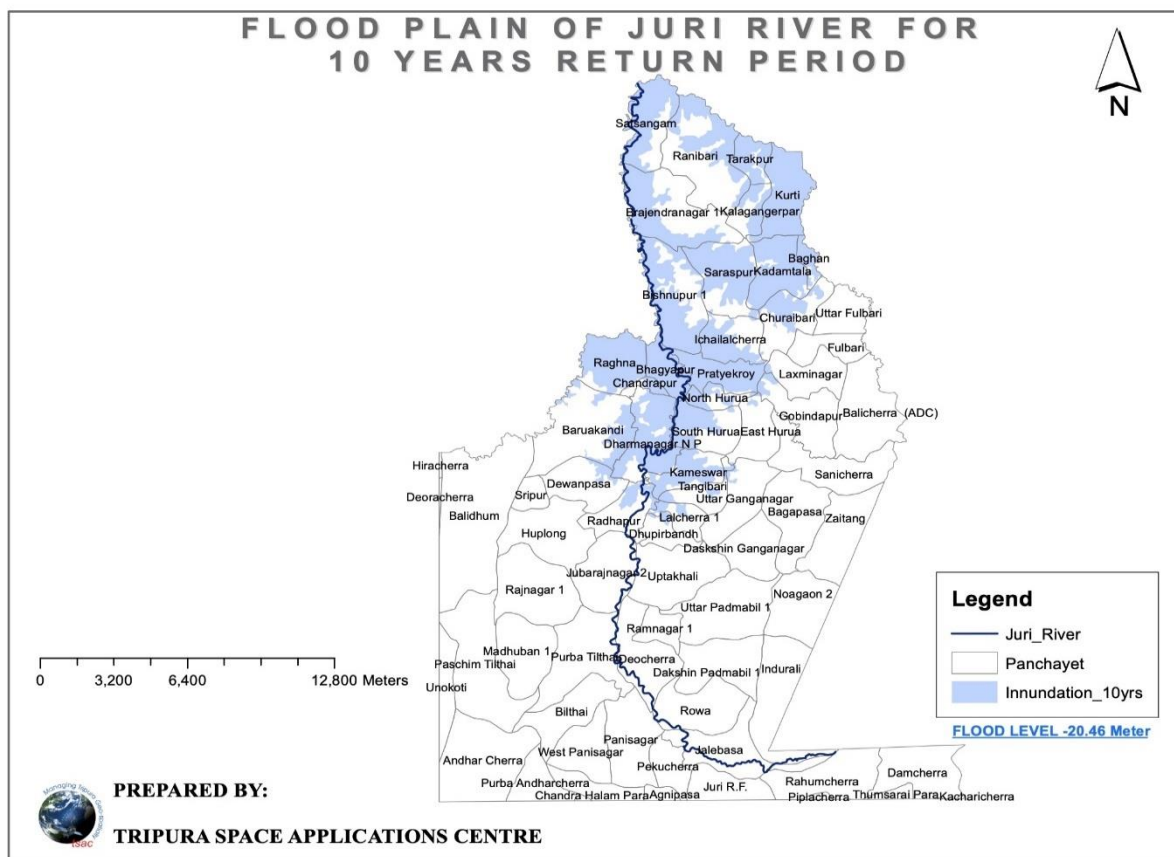 FLOOD PLAIN OF JURI RIVER FOR
10 YEARS RETURN PERIOD
N
Satsangam
Ranibari
Tarakpur
Kurti
Brajendranagar 1
Kalagangerpar
Baghan
Saraspur
Kadamtala
Bishnupur 1
Churaibari
Uttar Fulbari
Ichailalcherra
Fulbari
Raghna
Bhagyapur
Pratyekroy
Laxminagar
Chandrapur
North Hurua
Gobindapur
Balicherra (ADC)
Baruakandi
South Hurua
East Hurua
Dharmanagar N P
Hiracherra
Kameswar
Sanicherra
Deoracherra
Dewanpasa
Tangibari
Sripur
Uttar Ganganagar
Balidhum
Radhapur
Lalcherra 1
Bagapasa
Zaitang
Huplong
Dhupirbandh
Daskshin Ganganagar
Jubarajnagar 2
Uptakhali
Rajnagar 1
Noagaon 2
Uttar Padmabil 1
Ramnagar 1
Madhuban 1
Purba Tilthai
Deocherra
Paschim Tilthai
Dakshin Padmabil 1
Indurali
Unokoti
Bilthai
Rowa
Panisagar
West Panisagar
Jalebasa
Andhar Cherra
Pekucherra
Damcherra
Purba Andharcherra
Juri R.F.
Rahumcherra
Chandra Halam Para
Agnipasa
Piplacherra
Thumsarai Para
Kacharicherra
Legend
Juri_River
Panchayet
Innundation_10yrs
FLOOD LEVEL -20.46 Meter
0 3,200 6,400 12,800 Meters
PREPARED BY:
TRIPURA SPACE APPLICATIONS CENTRE
tsac